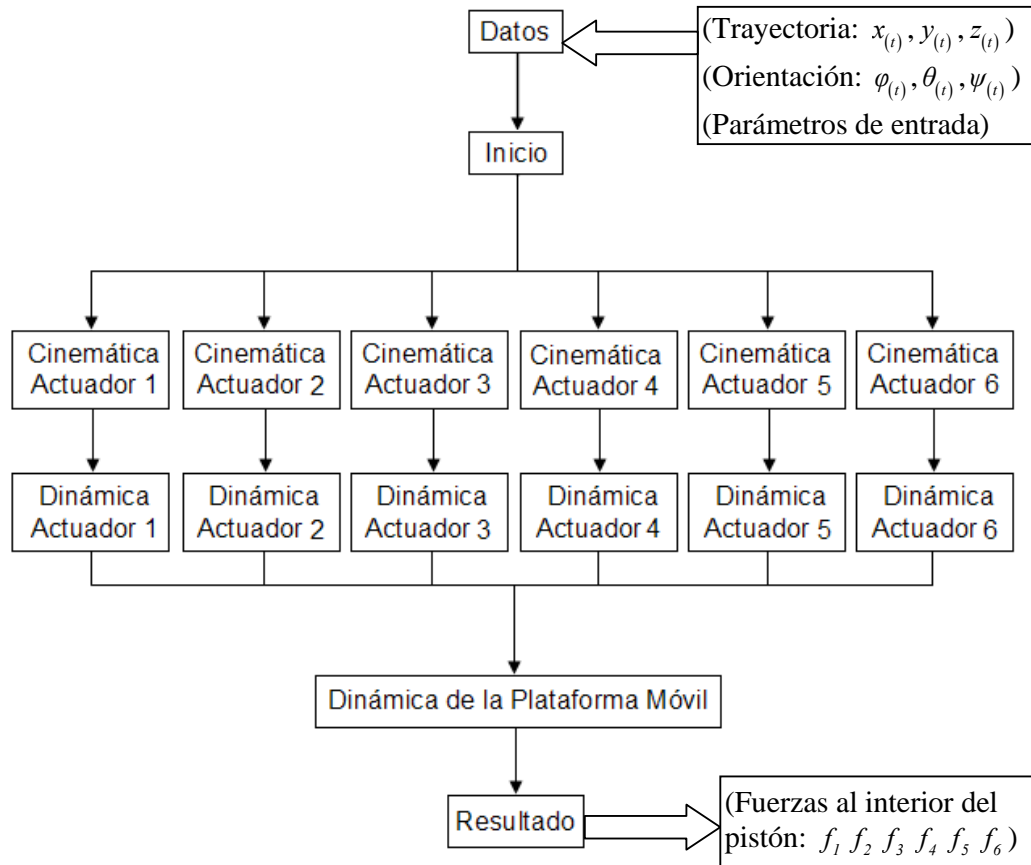 Datos
(Trayectoria: x(t), y(t), z(t))
(Orientación: φ(t), θ(t), ψ(t))
(Parámetros de entrada)
Inicio
Cinemática
Actuador 1
Cinemática
Actuador 2
Cinemática
Actuador 3
Cinemática
Actuador 4
Cinemática
Actuador 5
Cinemática
Actuador 6
Dinámica
Actuador 1
Dinámica
Actuador 2
Dinámica
Actuador 3
Dinámica
Actuador 4
Dinámica
Actuador 5
Dinámica
Actuador 6
Dinámica de la Plataforma Móvil
Resultado
(Fuerzas al interior del
pistón: f1 f2 f3 f4 f5 f6)